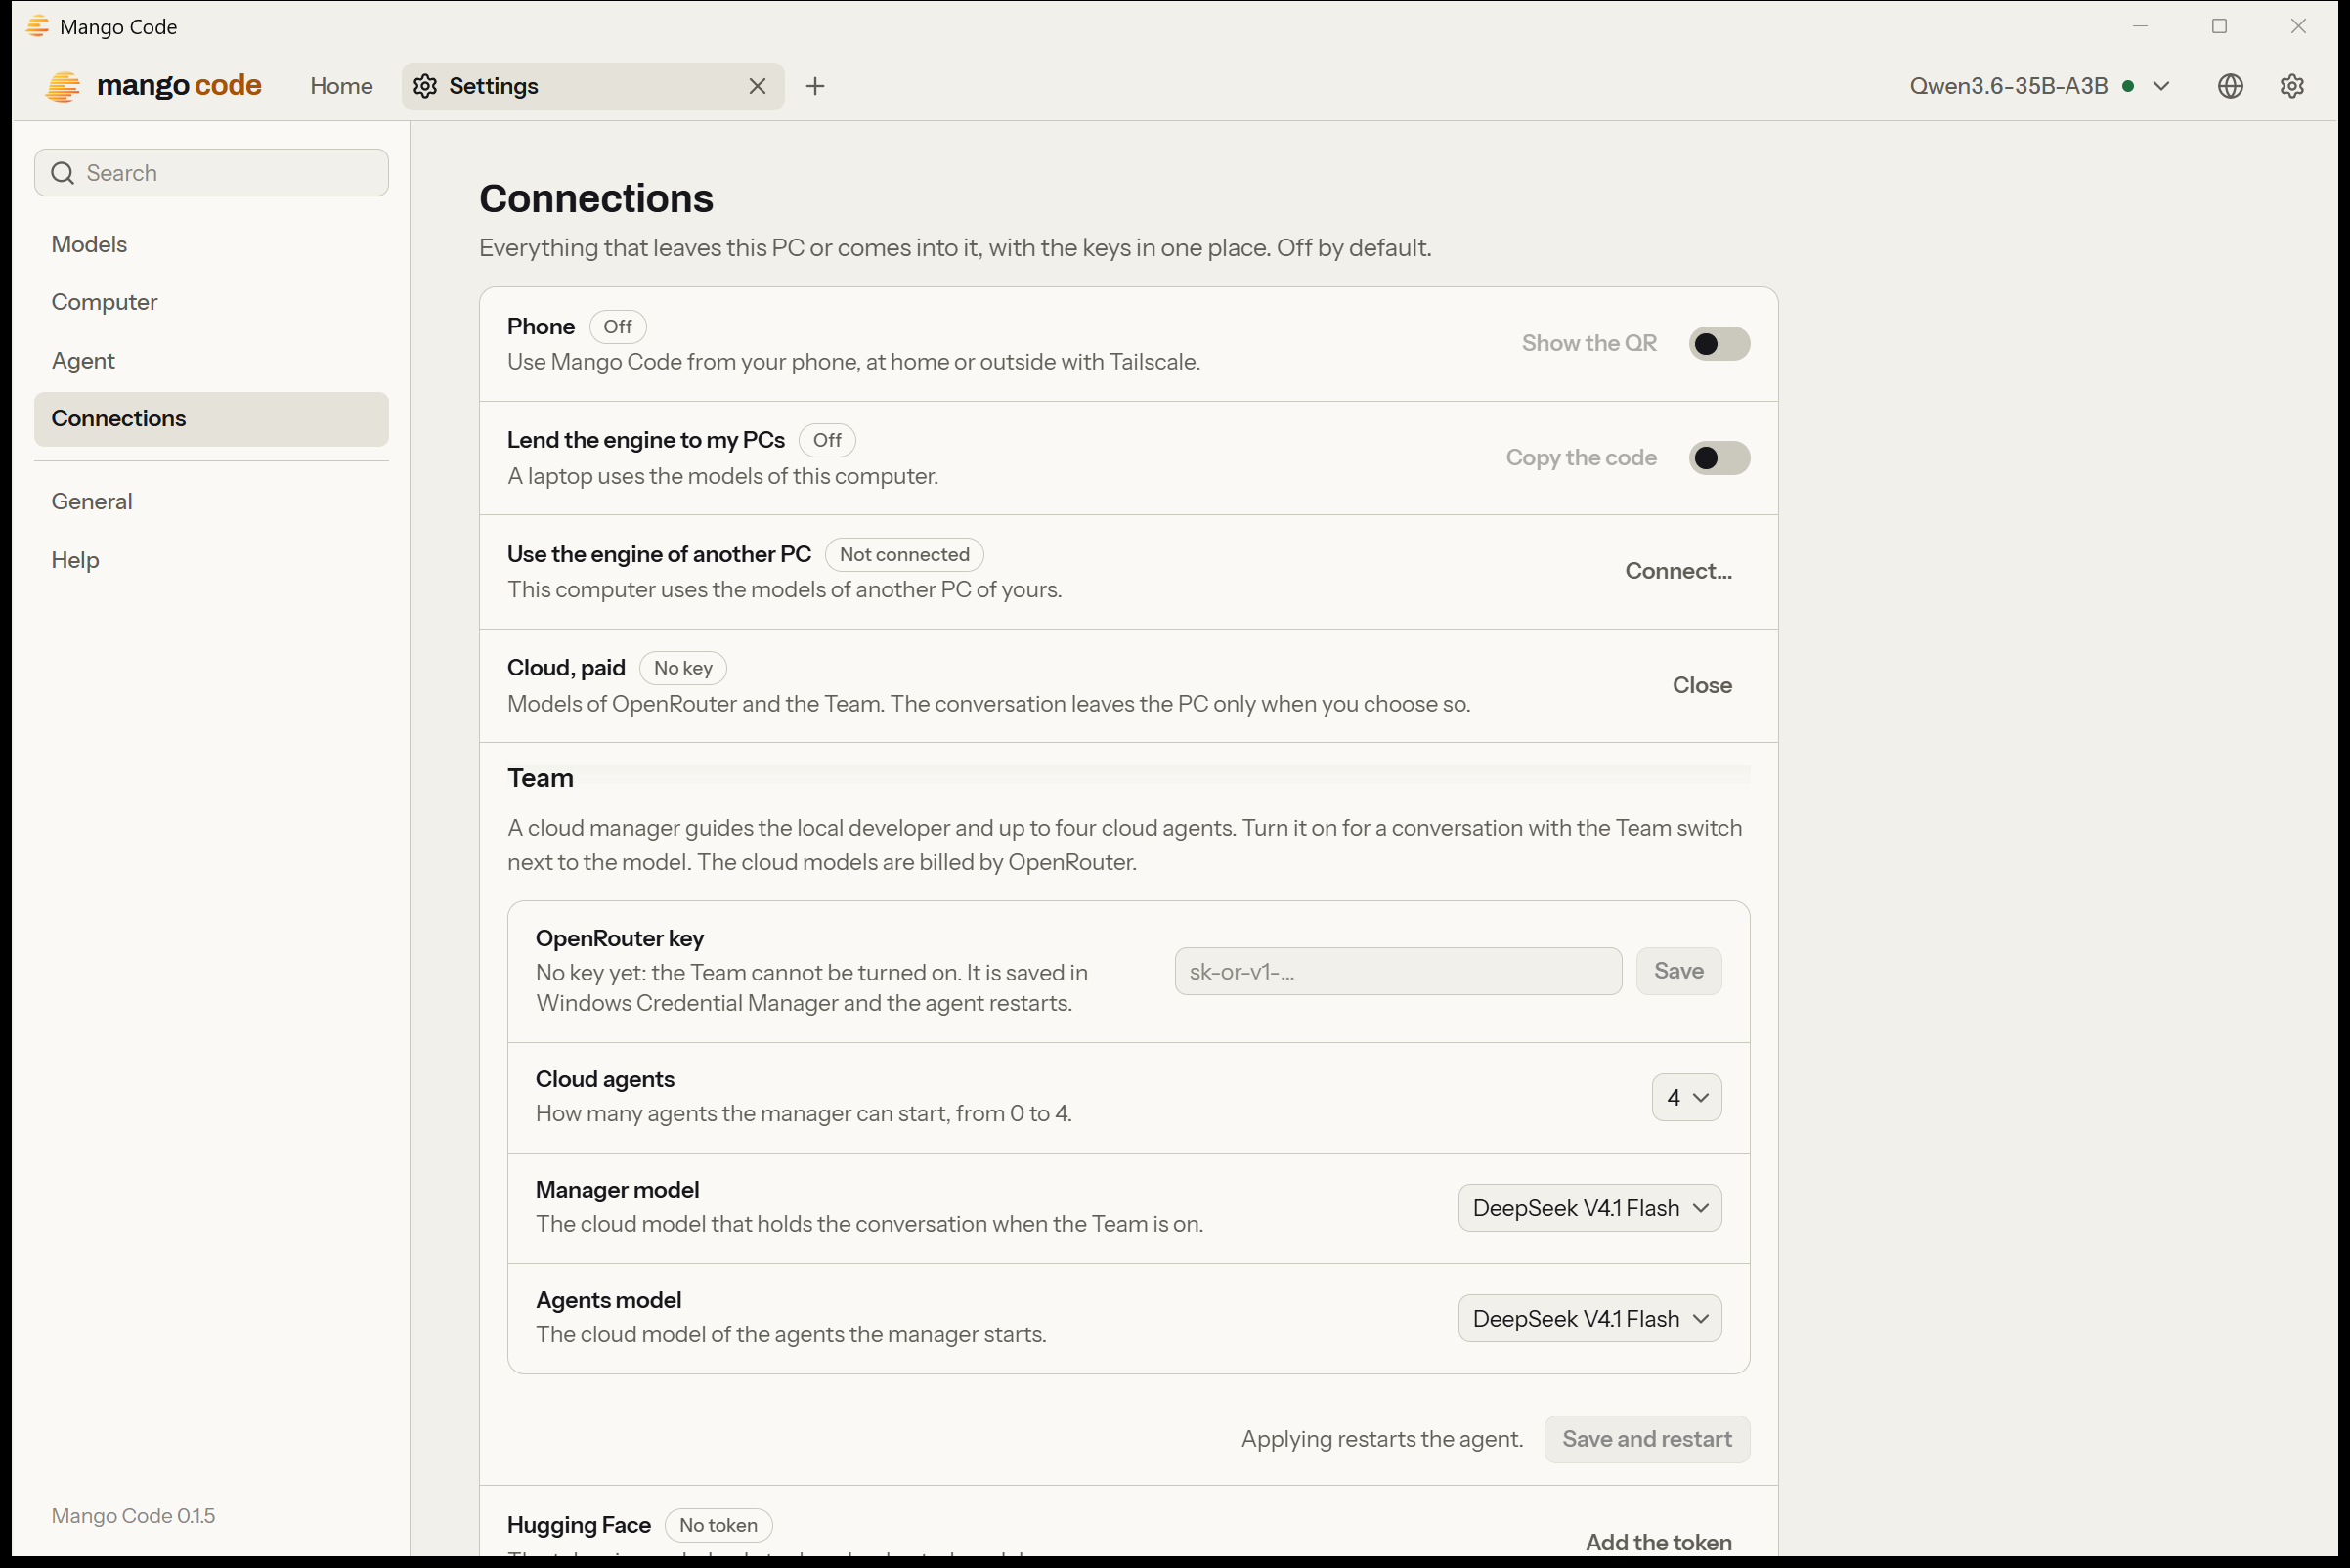 Mango Code
mango code
Home
Settings
Qwen3.6-35B-A3B
Search
Models
Computer
Agent
Connections
General
Help
Mango Code 0.1.5
Connections
Everything that leaves this PC or comes into it, with the keys in one place. Off by default.
Phone Off
Use Mango Code from your phone, at home or outside with Tailscale.
Show the QR
Lend the engine to my PCs Off
A laptop uses the models of this computer.
Copy the code
Use the engine of another PC Not connected
This computer uses the models of another PC of yours.
Connect...
Cloud, paid No key
Models of OpenRouter and the Team. The conversation leaves the PC only when you choose so.
Close
Team
A cloud manager guides the local developer and up to four cloud agents. Turn it on for a conversation with the Team switch
next to the model. The cloud models are billed by OpenRouter.
OpenRouter key
No key yet: the Team cannot be turned on. It is saved in
Windows Credential Manager and the agent restarts.
sk-or-v1-...
Save
Cloud agents
How many agents the manager can start, from 0 to 4.
4
Manager model
The cloud model that holds the conversation when the Team is on.
DeepSeek V4.1 Flash
Agents model
The cloud model of the agents the manager starts.
DeepSeek V4.1 Flash
Applying restarts the agent.
Save and restart
Hugging Face No token
Add the token